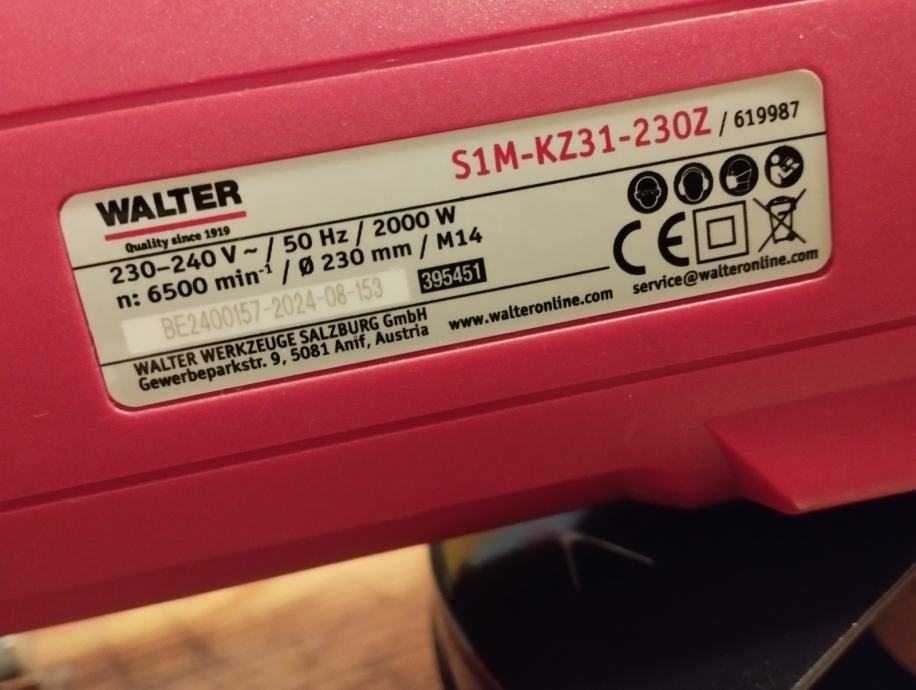 S1M-KZ31-230Z / 619987
WALTER
Quality since 1919
230–240 V ~ / 50 Hz / 2000 W
n: 6500 min⁻¹ / Ø 230 mm / M14
BE2400157-2024-08-153 395451
CE
WALTER WERKZEUGE SALZBURG GmbH
Gewerbeparkstr. 9, 5081 Anif, Austria
www.walteronline.com
service@walteronline.com